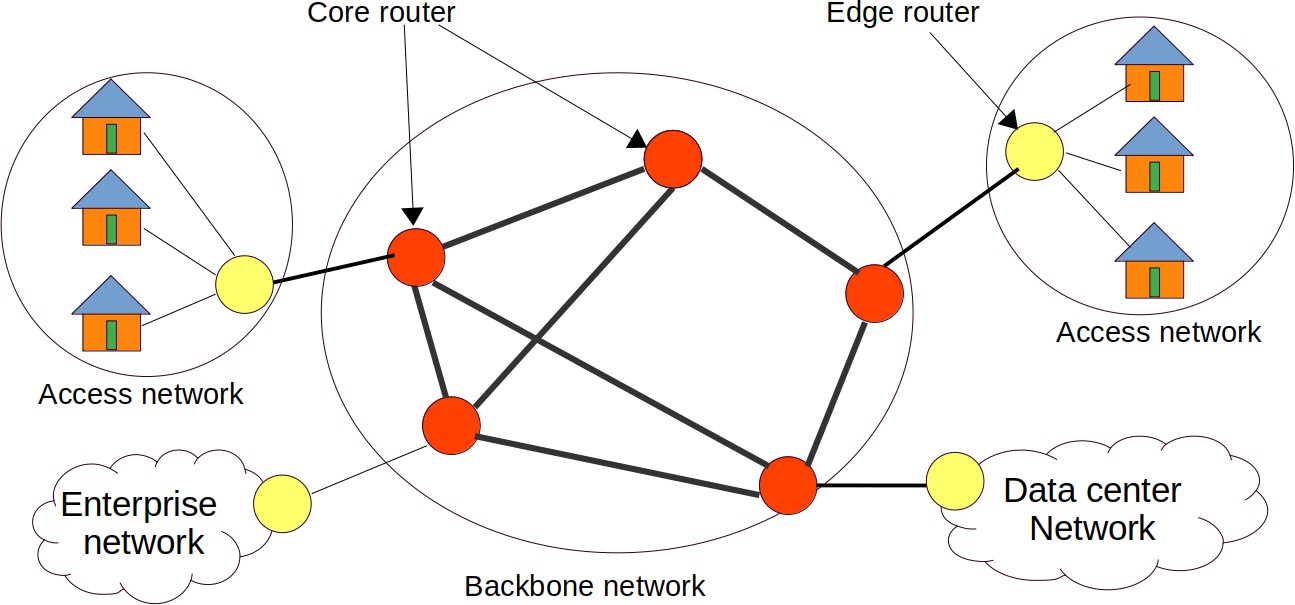 Core router
Edge router
Access network
Access network
Enterprise
network
Data center
Network
Backbone network